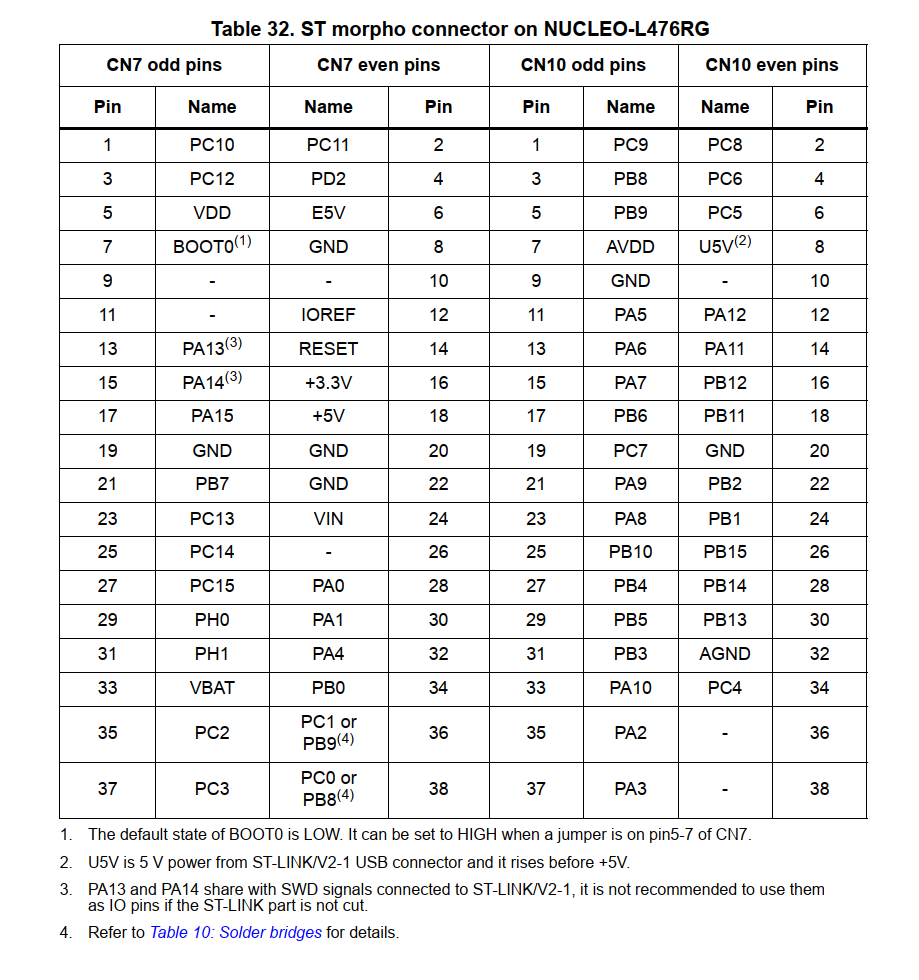 Table 32. ST morpho connector on NUCLEO-L476RG
CN7 odd pins CN7 even pins CN10 odd pins CN10 even pins
Pin Name Name Pin Pin Name Name Pin
1 PC10 PC11 2 1 PC9 PC8 2
3 PC12 PD2 4 3 PB8 PC6 4
5 VDD E5V 6 5 PB9 PC5 6
7 BOOT0(1) GND 8 7 AVDD U5V(2) 8
9 - - 10 9 GND - 10
11 - IOREF 12 11 PA5 PA12 12
13 PA13(3) RESET 14 13 PA6 PA11 14
15 PA14(3) +3.3V 16 15 PA7 PB12 16
17 PA15 +5V 18 17 PB6 PB11 18
19 GND GND 20 19 PC7 GND 20
21 PB7 GND 22 21 PA9 PB2 22
23 PC13 VIN 24 23 PA8 PB1 24
25 PC14 - 26 25 PB10 PB15 26
27 PC15 PA0 28 27 PB4 PB14 28
29 PH0 PA1 30 29 PB5 PB13 30
31 PH1 PA4 32 31 PB3 AGND 32
33 VBAT PB0 34 33 PA10 PC4 34
35 PC2 PC1 or PB9(4) 36 35 PA2 - 36
37 PC3 PC0 or PB8(4) 38 37 PA3 - 38
1. The default state of BOOT0 is LOW. It can be set to HIGH when a jumper is on pin5-7 of CN7.
2. U5V is 5 V power from ST-LINK/V2-1 USB connector and it rises before +5V.
3. PA13 and PA14 share with SWD signals connected to ST-LINK/V2-1, it is not recommended to use them
as IO pins if the ST-LINK part is not cut.
4. Refer to Table 10: Solder bridges for details.